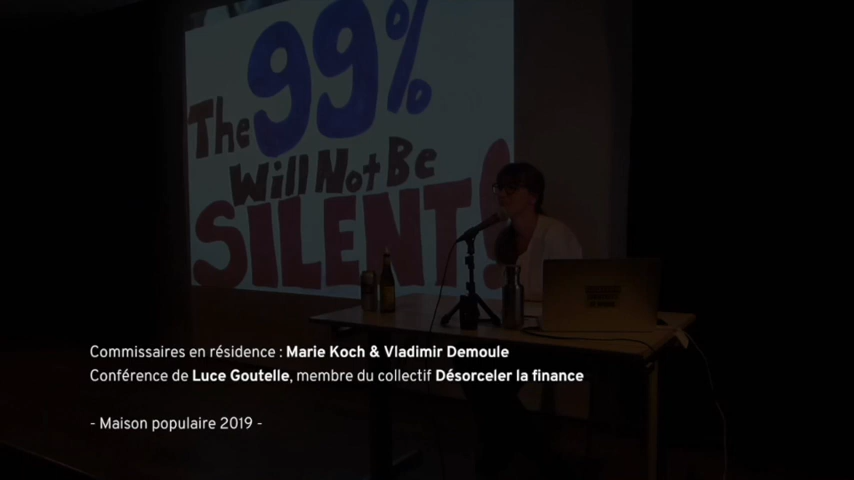 The 99%
Will Not Be
SILENT!
Commissaires en résidence : Marie Koch & Vladimir Demoule
Conférence de Luce Goutelle, membre du collectif Désorceler la finance
- Maison populaire 2019 -